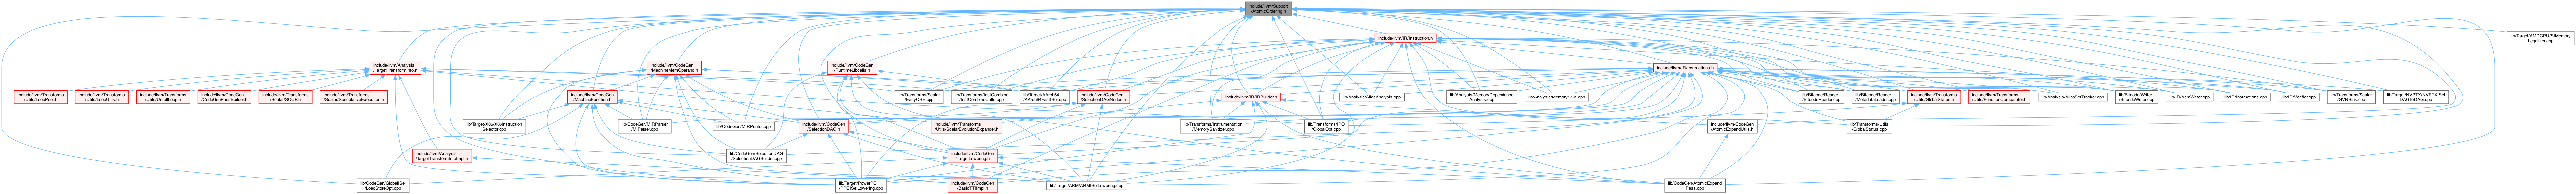 include/llvm/Support
/AtomicOrdering.h
include/llvm/IR/Instruction.h
lib/Target/AMDGPU/SIMemory
Legalizer.cpp
include/llvm/Analysis
/TargetTransformInfo.h
include/llvm/CodeGen
/MachineMemOperand.h
include/llvm/CodeGen
/RuntimeLibcalls.h
include/llvm/IR/Instructions.h
include/llvm/Transforms
/Utils/LoopPeel.h
include/llvm/Transforms
/Utils/LoopUtils.h
include/llvm/Transforms
/Utils/UnrollLoop.h
include/llvm/CodeGen
/CodeGenPassBuilder.h
include/llvm/Transforms
/Scalar/SCCP.h
include/llvm/Transforms
/Scalar/SpeculativeExecution.h
include/llvm/CodeGen
/MachineFunction.h
lib/Transforms/Scalar
/EarlyCSE.cpp
lib/Transforms/InstCombine
/InstCombineCalls.cpp
lib/Target/AArch64
/AArch64FastISel.cpp
include/llvm/CodeGen
/SelectionDAGNodes.h
include/llvm/IR/IRBuilder.h
lib/Analysis/AliasAnalysis.cpp
lib/Analysis/MemoryDependence
Analysis.cpp
lib/Analysis/MemorySSA.cpp
lib/Bitcode/Reader
/BitcodeReader.cpp
lib/Bitcode/Reader
/MetadataLoader.cpp
include/llvm/Transforms
/Utils/GlobalStatus.h
include/llvm/Transforms
/Utils/FunctionComparator.h
lib/Analysis/AliasSetTracker.cpp
lib/Bitcode/Writer
/BitcodeWriter.cpp
lib/IR/AsmWriter.cpp
lib/IR/Instructions.cpp
lib/IR/Verifier.cpp
lib/Transforms/Scalar
/GVNSink.cpp
lib/Target/NVPTX/NVPTXISel
DAGToDAG.cpp
lib/Target/X86/X86Instruction
Selector.cpp
lib/CodeGen/MIRParser
/MIParser.cpp
lib/CodeGen/MIRPrinter.cpp
include/llvm/CodeGen
/SelectionDAG.h
include/llvm/Transforms
/Utils/ScalarEvolutionExpander.h
lib/Transforms/Instrumentation
/MemorySanitizer.cpp
lib/Transforms/IPO
/GlobalOpt.cpp
include/llvm/CodeGen
/AtomicExpandUtils.h
lib/Transforms/Utils
/GlobalStatus.cpp
include/llvm/Analysis
/TargetTransformInfoImpl.h
lib/CodeGen/SelectionDAG
/SelectionDAGBuilder.cpp
include/llvm/CodeGen
/TargetLowering.h
lib/CodeGen/GlobalISel
/LoadStoreOpt.cpp
lib/Target/PowerPC
/PPCISelLowering.cpp
include/llvm/CodeGen
/BasicTTIImpl.h
lib/Target/ARM/ARMISelLowering.cpp
lib/CodeGen/AtomicExpand
Pass.cpp